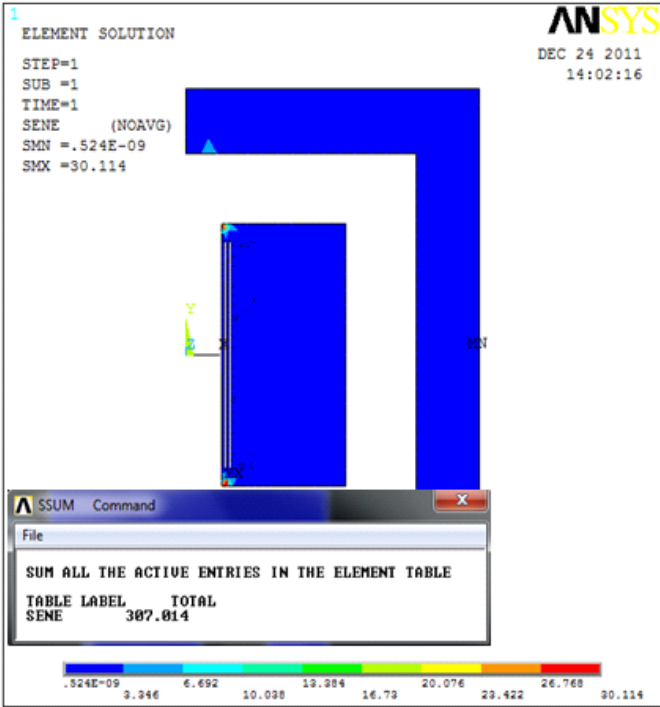 1
ELEMENT SOLUTION
STEP=1
SUB =1
TIME=1
SENE (NOAVG)
SMN =.524E-09
SMX =30.114
ANSYS
DEC 24 2011
14:02:16
Y
Z X
MN
MX
SSUM Command
File
SUM ALL THE ACTIVE ENTRIES IN THE ELEMENT TABLE
TABLE LABEL TOTAL
SENE 307.014
.524E-09 6.692 13.384 20.076 26.768
3.346 10.038 16.73 23.422 30.114